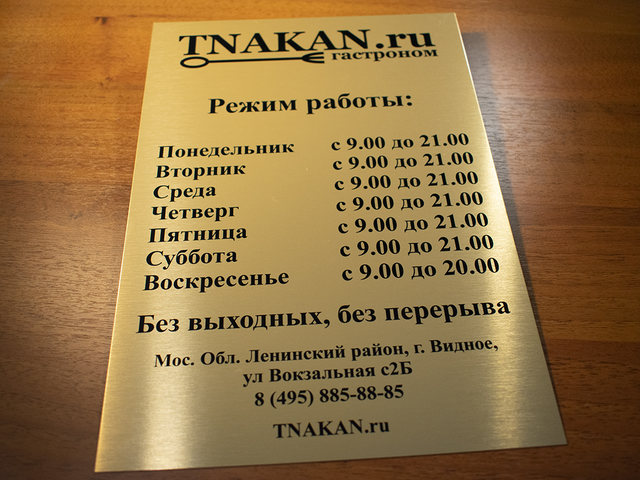 TNAKAN.ru
гастроном
Режим работы:
Понедельник с 9.00 до 21.00
Вторник с 9.00 до 21.00
Среда с 9.00 до 21.00
Четверг с 9.00 до 21.00
Пятница с 9.00 до 21.00
Суббота с 9.00 до 21.00
Воскресенье с 9.00 до 20.00
Без выходных, без перерыва
Мос. Обл. Ленинский район, г. Видное,
ул Вокзальная с2Б
8 (495) 885-88-85
TNAKAN.ru